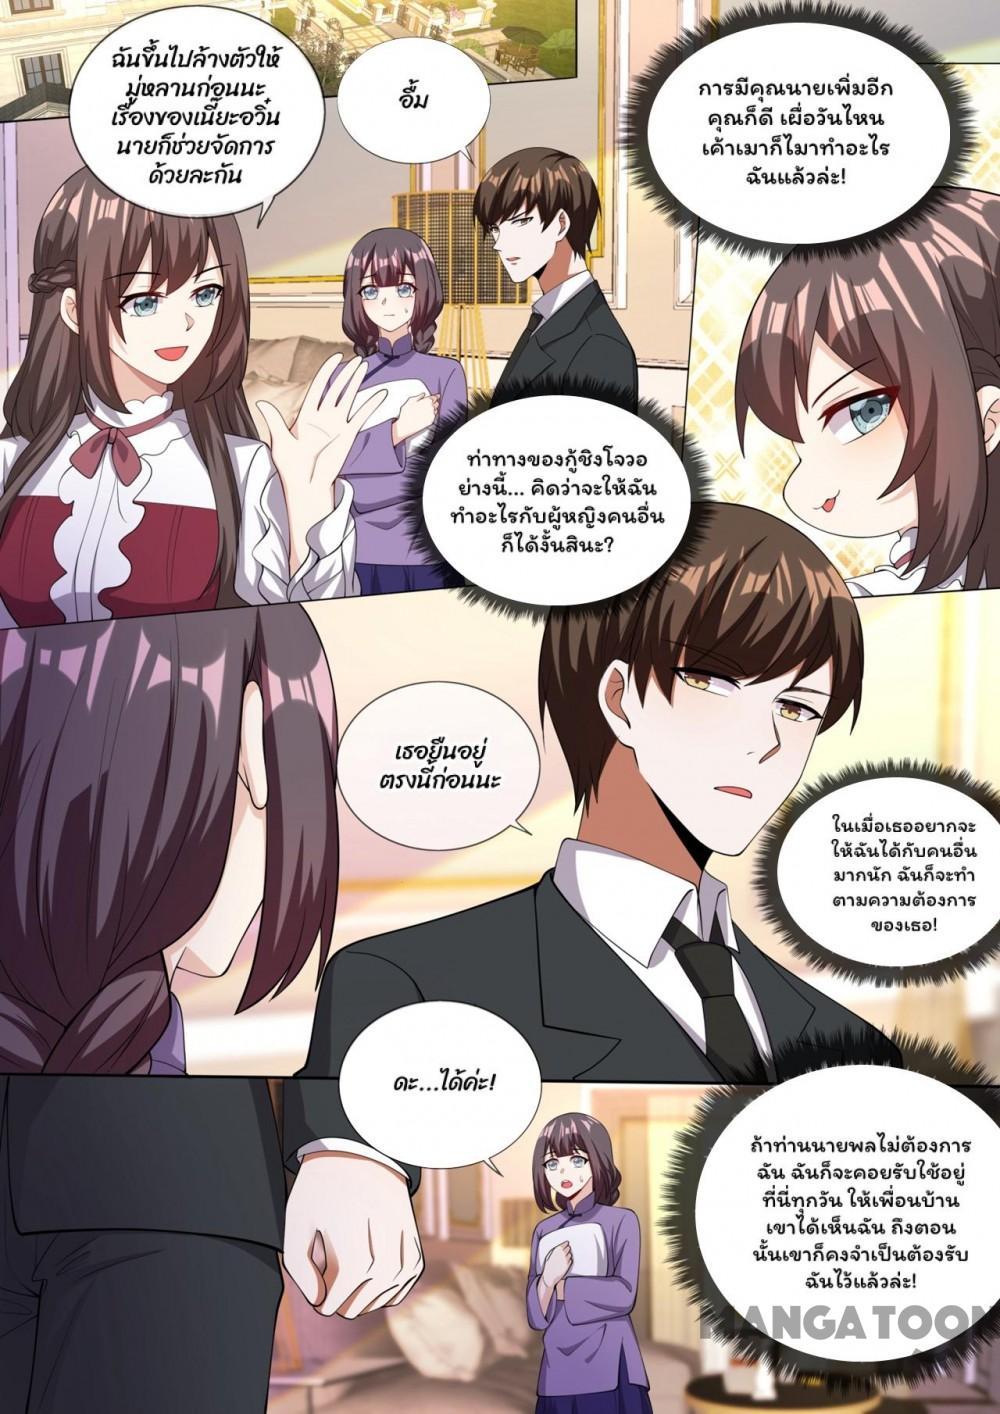 ฉันขึ้นไปล้างตัวให้
มู่หลานก่อนนะ
เรื่องของเนี๊ยะอวิ๋น
นายก็ช่วยจัดการ
ด้วยละกัน
อื้ม
การมีคุณนายเพิ่มอีก
คุณก็ดี เผื่อวันไหน
เค้าเมาก็ไมาทำอะไร
ฉันแล้วล่ะ!
ท่าทางของกู้ชิงโจวอ
ย่างนี้... คิดว่าจะให้ฉัน
ทำอะไรกับผู้หญิงคนอื่น
ก็ได้งั้นสินะ?
เธอยืนอยู่
ตรงนี้ก่อนนะ
ในเมื่อเธออยากจะ
ให้ฉันได้กับคนอื่น
มากนัก ฉันก็จะทำ
ตามความต้องการ
ของเธอ!
ดะ...ได้ค่ะ!
ถ้าท่านนายพลไม่ต้องการ
ฉัน ฉันก็จะคอยรับใช้อยู่
ที่นี่ทุกวัน ให้เพื่อนบ้าน
เขาได้เห็นฉัน ถึงตอน
นั้นเขาก็คงจำเป็นต้องรับ
ฉันไว้แล้วล่ะ!
MANGATOON